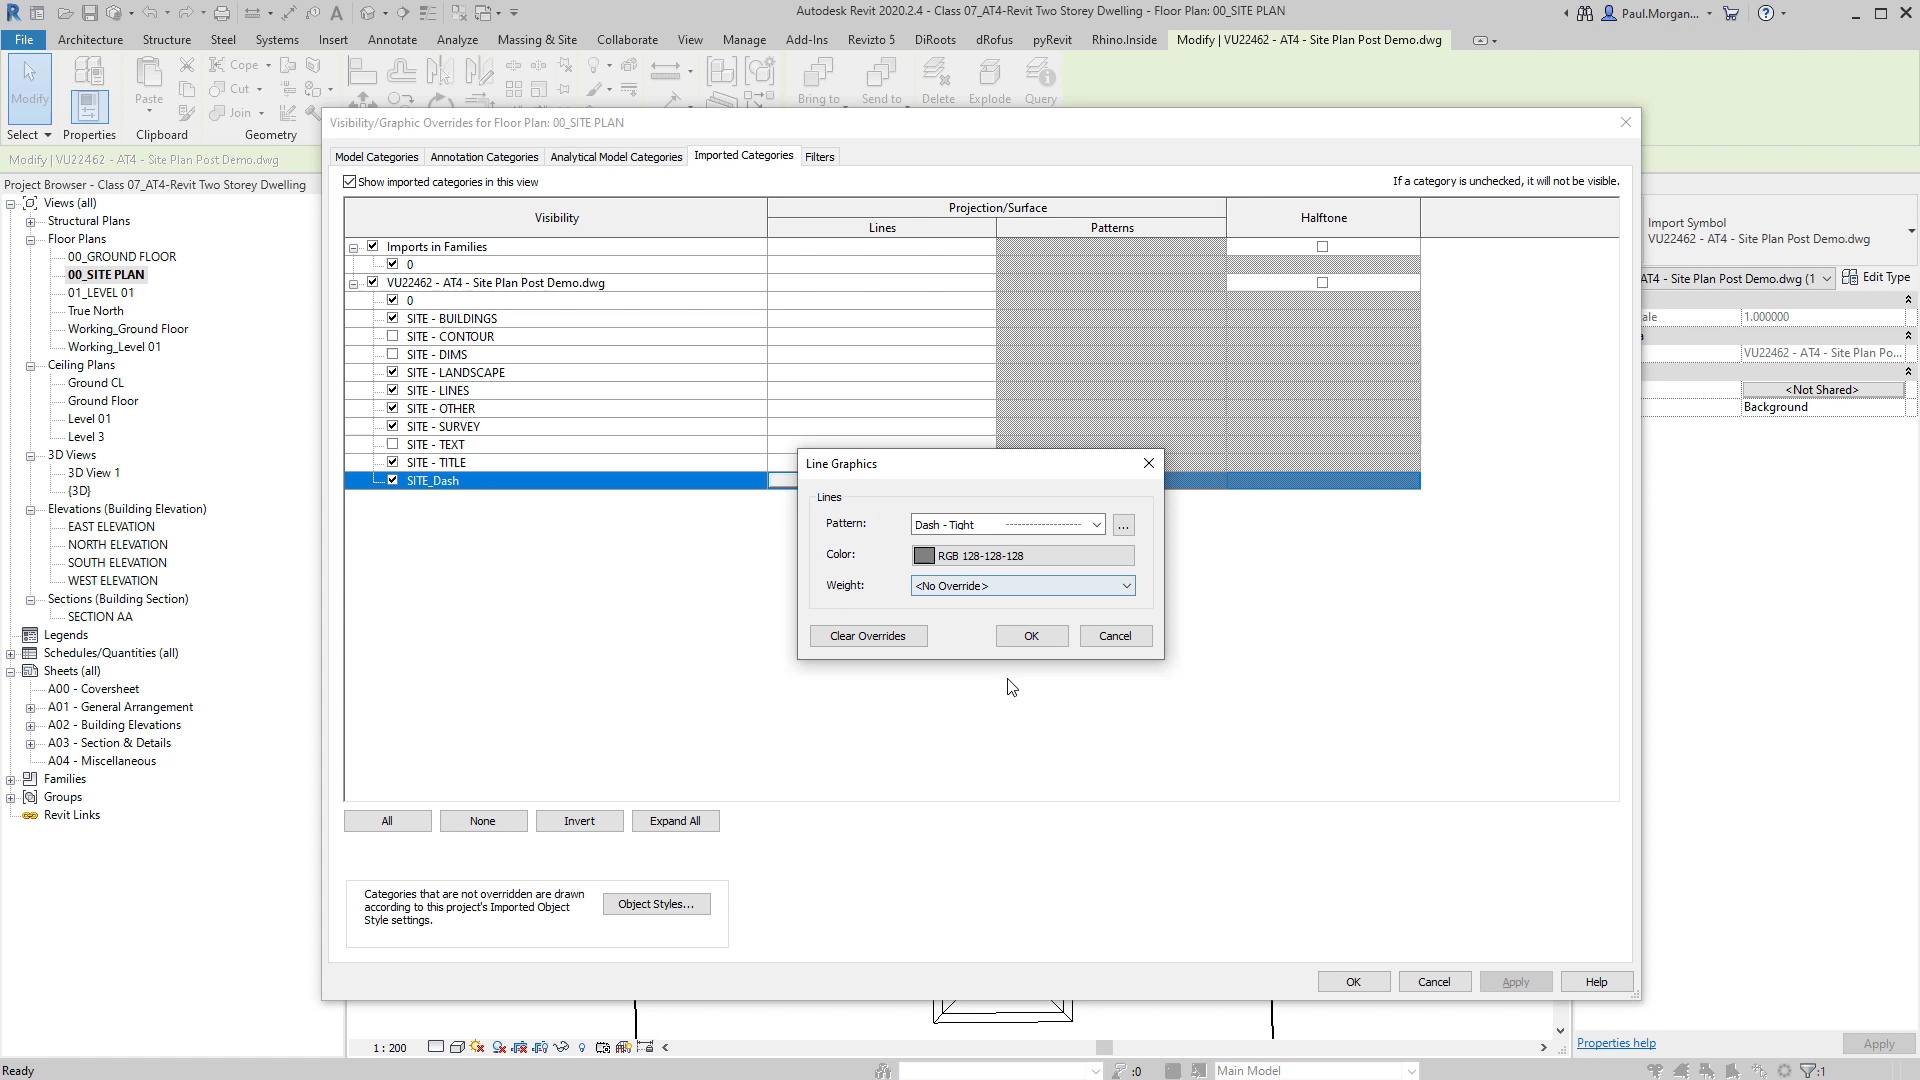 Autodesk Revit 2020.2.4 - Class 07_AT4-Revit Two Storey Dwelling - Floor Plan: 00_SITE PLAN
Paul.Morgan...
File Architecture Structure Steel Systems Insert Annotate Analyze Massing & Site Collaborate View Manage Add-Ins Revizto 5 DiRoots dRofus pyRevit Rhino.Inside Modify | VU22462 - AT4 - Site Plan Post Demo.dwg
Modify
Paste
Cope
Cut
Join
Bring to
Send to
Delete
Explode
Query
Select Properties Clipboard Geometry
Modify | VU22462 - AT4 - Site Plan Post Demo.dwg
Project Browser - Class 07_AT4-Revit Two Storey Dwelling
Views (all)
Structural Plans
Floor Plans
00_GROUND FLOOR
00_SITE PLAN
01_LEVEL 01
True North
Working_Ground Floor
Working_Level 01
Ceiling Plans
Ground CL
Ground Floor
Level 01
Level 3
3D Views
3D View 1
{3D}
Elevations (Building Elevation)
EAST ELEVATION
NORTH ELEVATION
SOUTH ELEVATION
WEST ELEVATION
Sections (Building Section)
SECTION AA
Legends
Schedules/Quantities (all)
Sheets (all)
A00 - Coversheet
A01 - General Arrangement
A02 - Building Elevations
A03 - Section & Details
A04 - Miscellaneous
Families
Groups
Revit Links
Visibility/Graphic Overrides for Floor Plan: 00_SITE PLAN
Model Categories Annotation Categories Analytical Model Categories Imported Categories Filters
Show imported categories in this view
If a category is unchecked, it will not be visible.
Visibility
Projection/Surface
Lines
Patterns
Halftone
Imports in Families
0
VU22462 - AT4 - Site Plan Post Demo.dwg
0
SITE - BUILDINGS
SITE - CONTOUR
SITE - DIMS
SITE - LANDSCAPE
SITE - LINES
SITE - OTHER
SITE - SURVEY
SITE - TEXT
SITE - TITLE
SITE_Dash
Line Graphics
Lines
Pattern: Dash - Tight ...
Color: RGB 128-128-128
Weight: <No Override>
Clear Overrides OK Cancel
All None Invert Expand All
Categories that are not overridden are drawn
according to this project's Imported Object
Style settings.
Object Styles...
OK Cancel Apply Help
Import Symbol
VU22462 - AT4 - Site Plan Post Demo.dwg
AT4 - Site Plan Post Demo.dwg (1 Edit Type
ale 1.000000
a
VU22462 - AT4 - Site Plan Po...
<Not Shared>
Background
Properties help Apply
1 : 200
Ready
:0
Main Model
:1